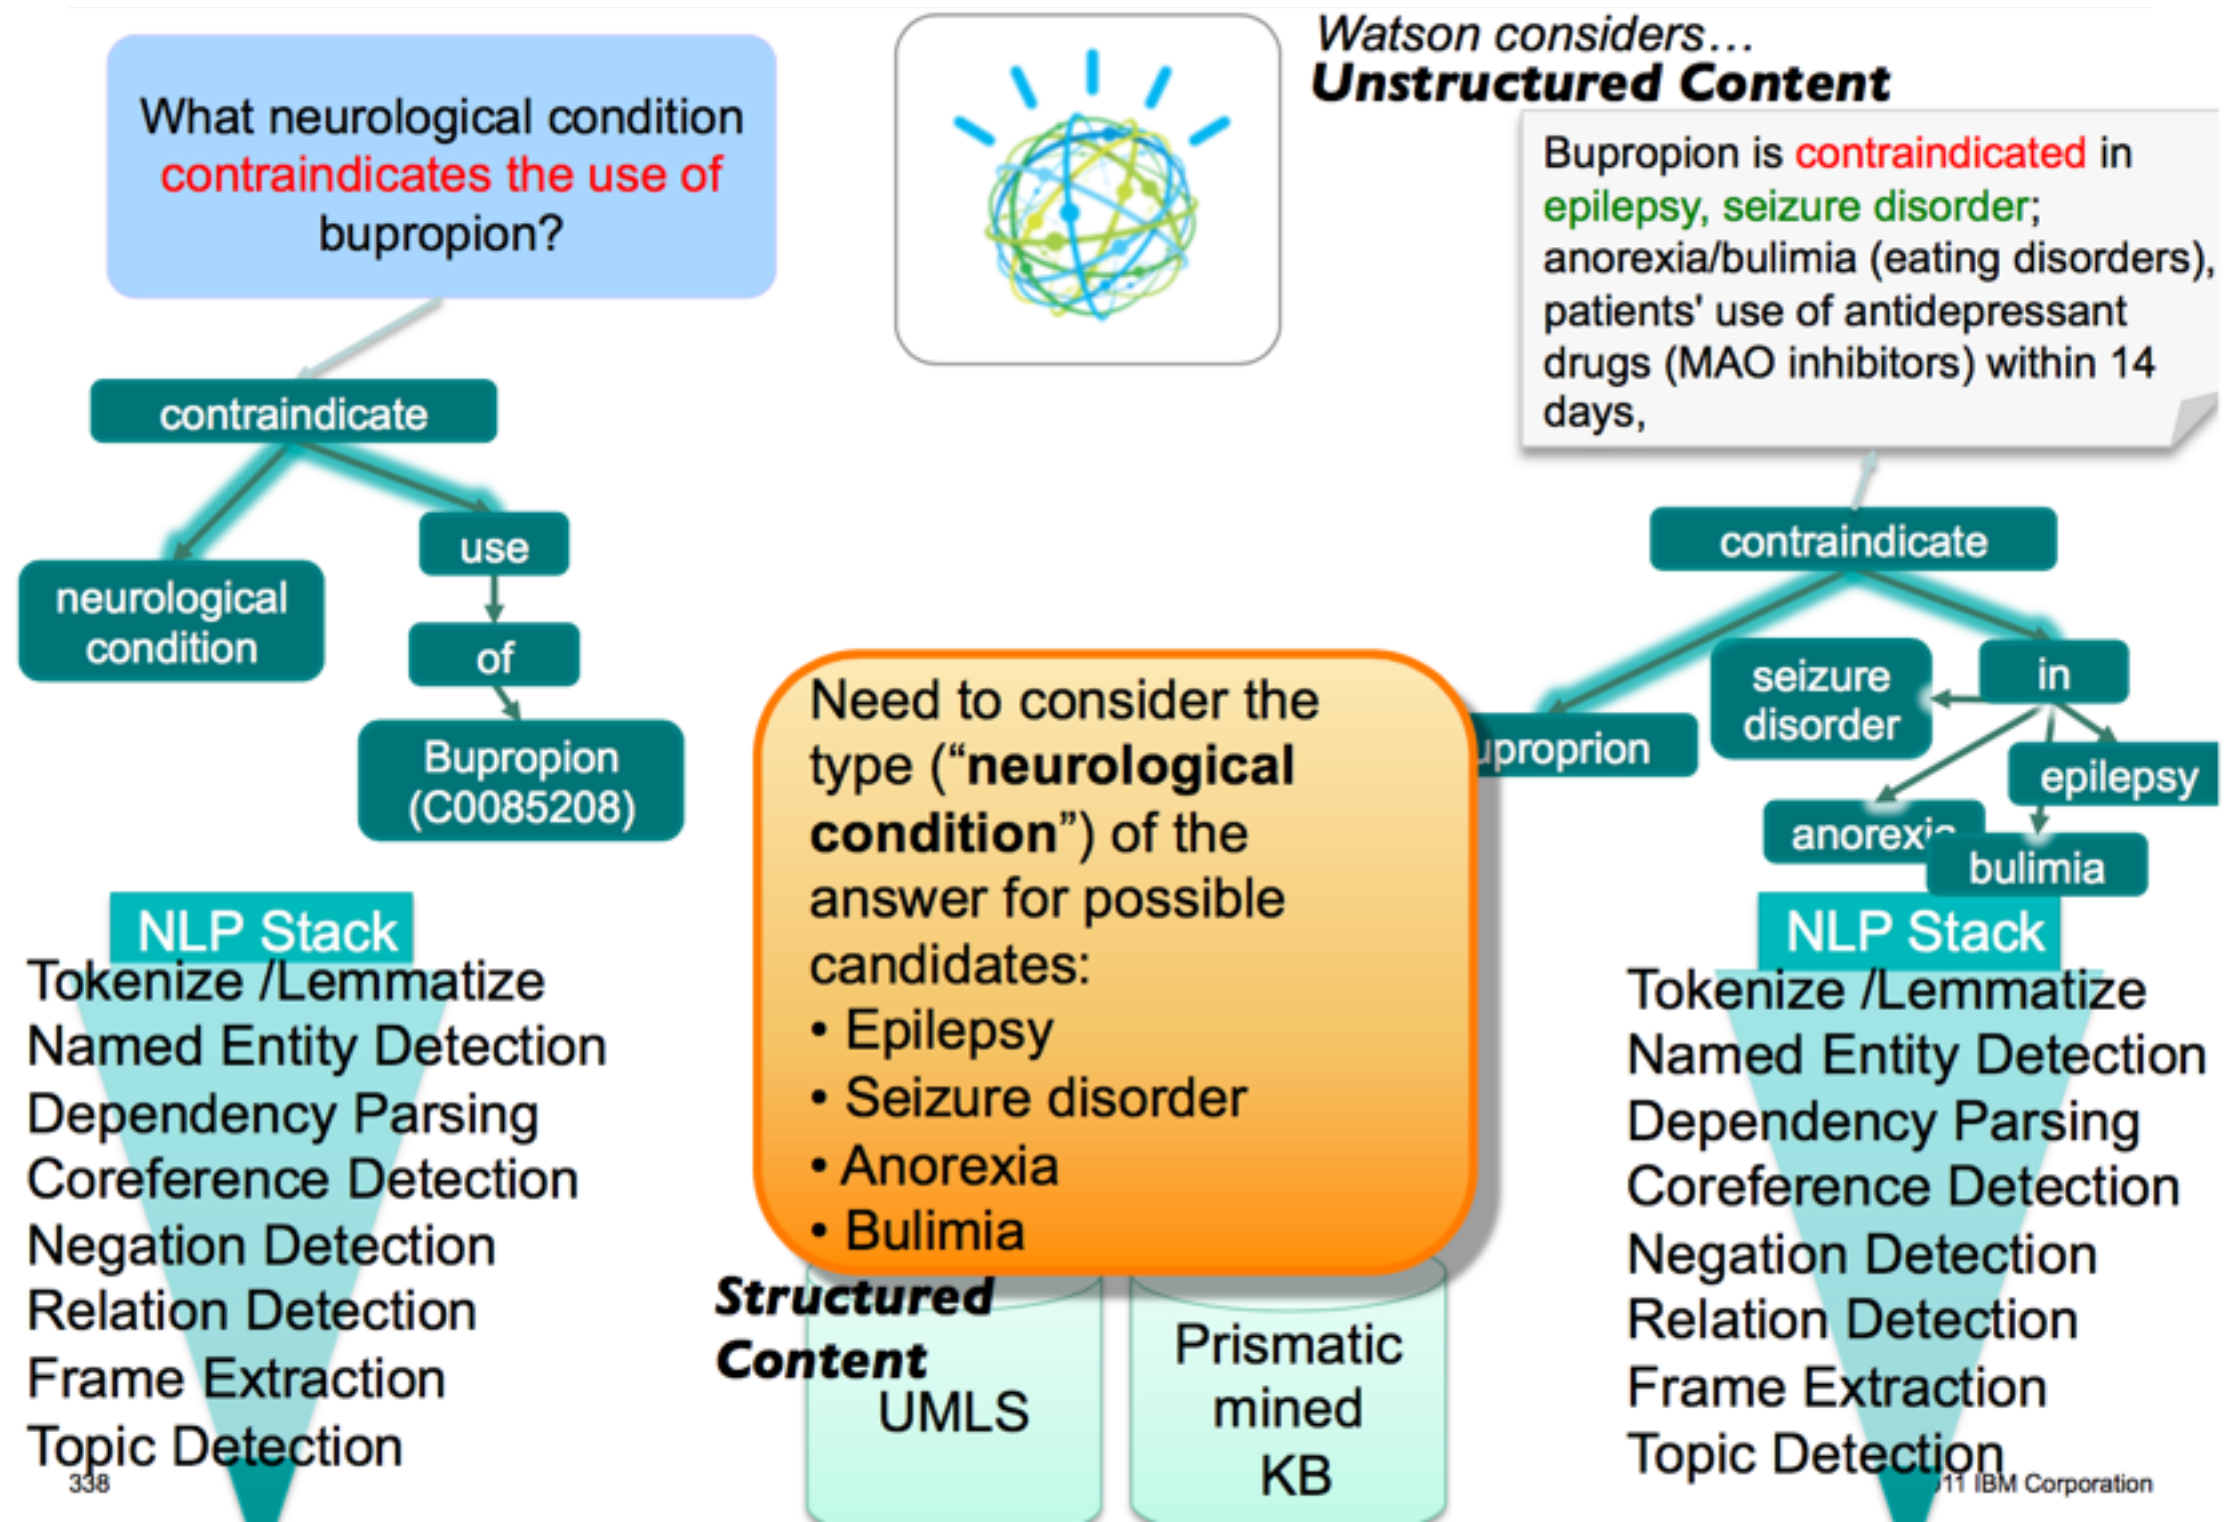 What neurological condition
contraindicates the use of
bupropion?
Watson considers...
Unstructured Content
Bupropion is contraindicated in
epilepsy, seizure disorder;
anorexia/bulimia (eating disorders),
patients' use of antidepressant
drugs (MAO inhibitors) within 14
days,
contraindicate
use
neurological
condition
of
Bupropion
(C0085208)
contraindicate
seizure
disorder
in
uproprion
epilepsy
anorexia
bulimia
Need to consider the
type (“neurological
condition”) of the
answer for possible
candidates:
• Epilepsy
• Seizure disorder
• Anorexia
• Bulimia
NLP Stack
Tokenize /Lemmatize
Named Entity Detection
Dependency Parsing
Coreference Detection
Negation Detection
Relation Detection
Frame Extraction
Topic Detection
338
Structured
Content
UMLS
Prismatic
mined
KB
NLP Stack
Tokenize /Lemmatize
Named Entity Detection
Dependency Parsing
Coreference Detection
Negation Detection
Relation Detection
Frame Extraction
Topic Detection
11 IBM Corporation